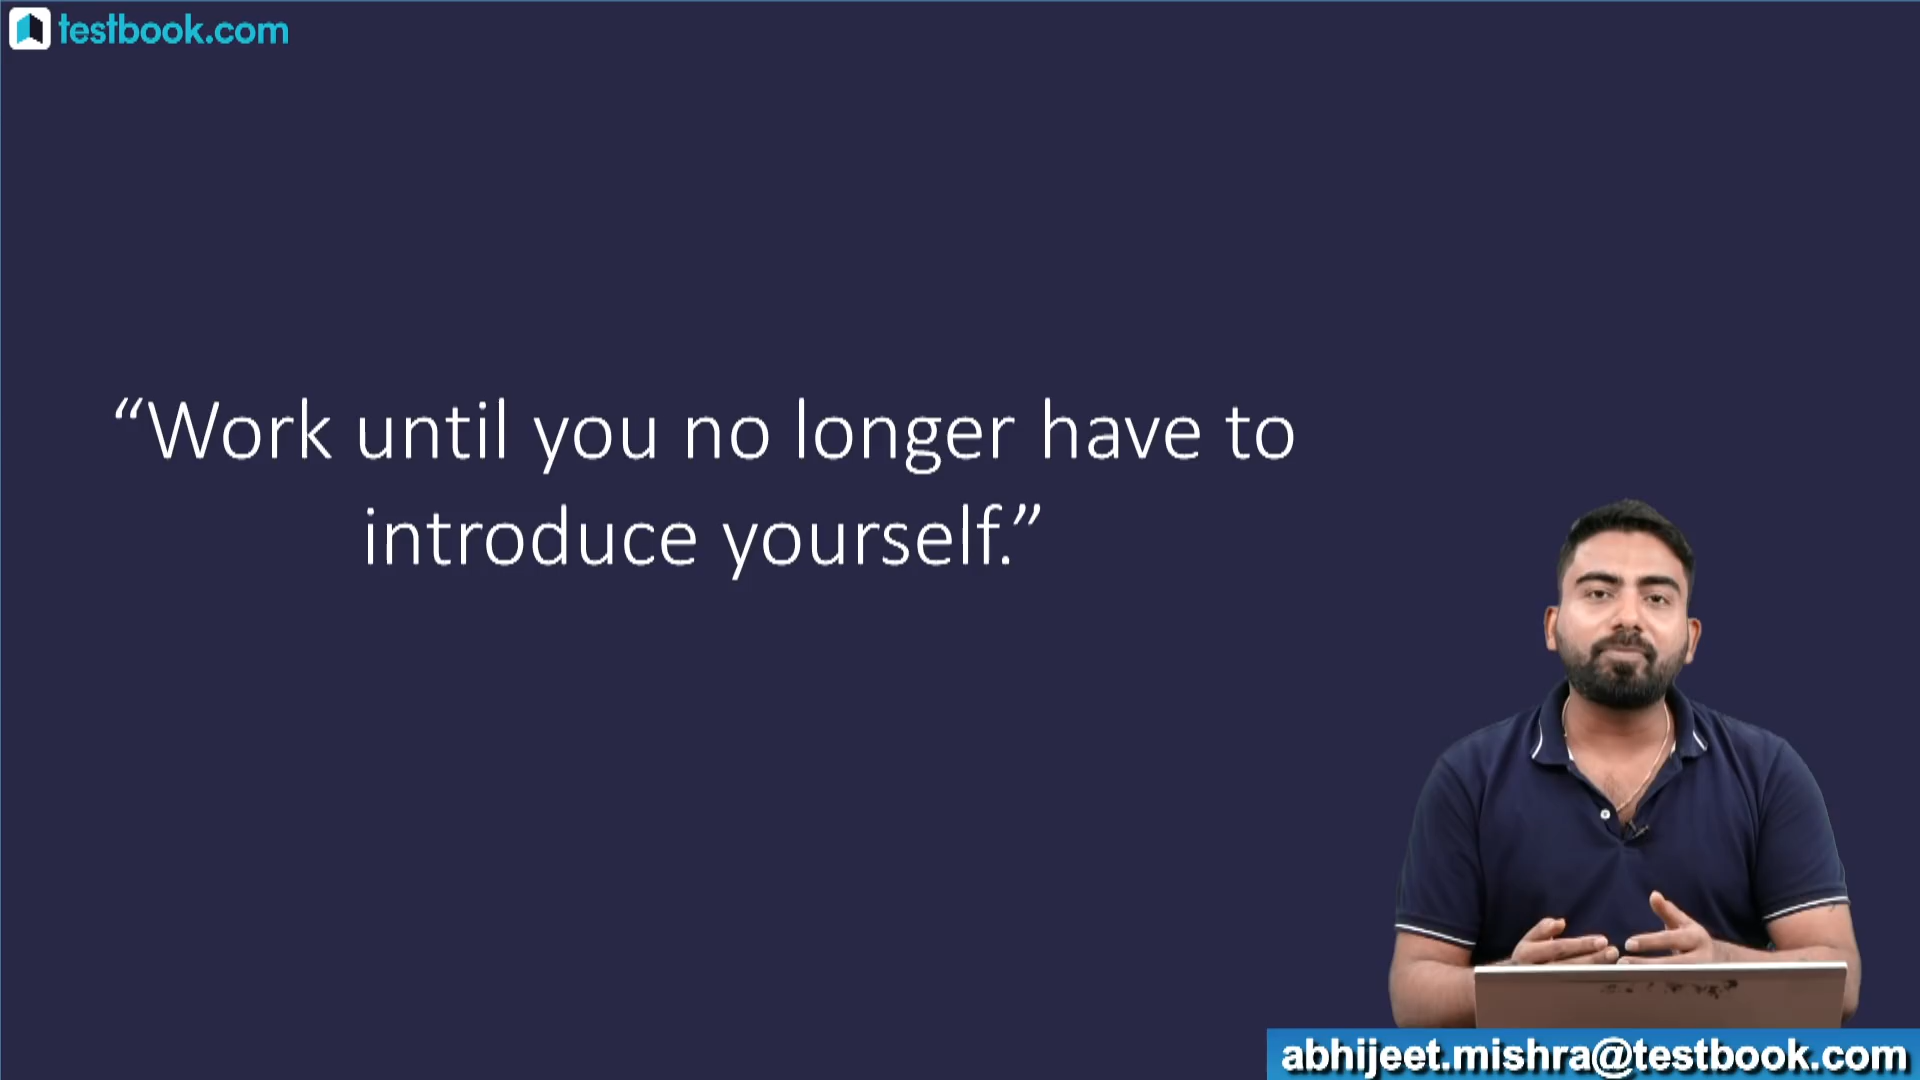 testbook.com
“Work until you no longer have to
introduce yourself.”
abhijeet.mishra@testbook.com